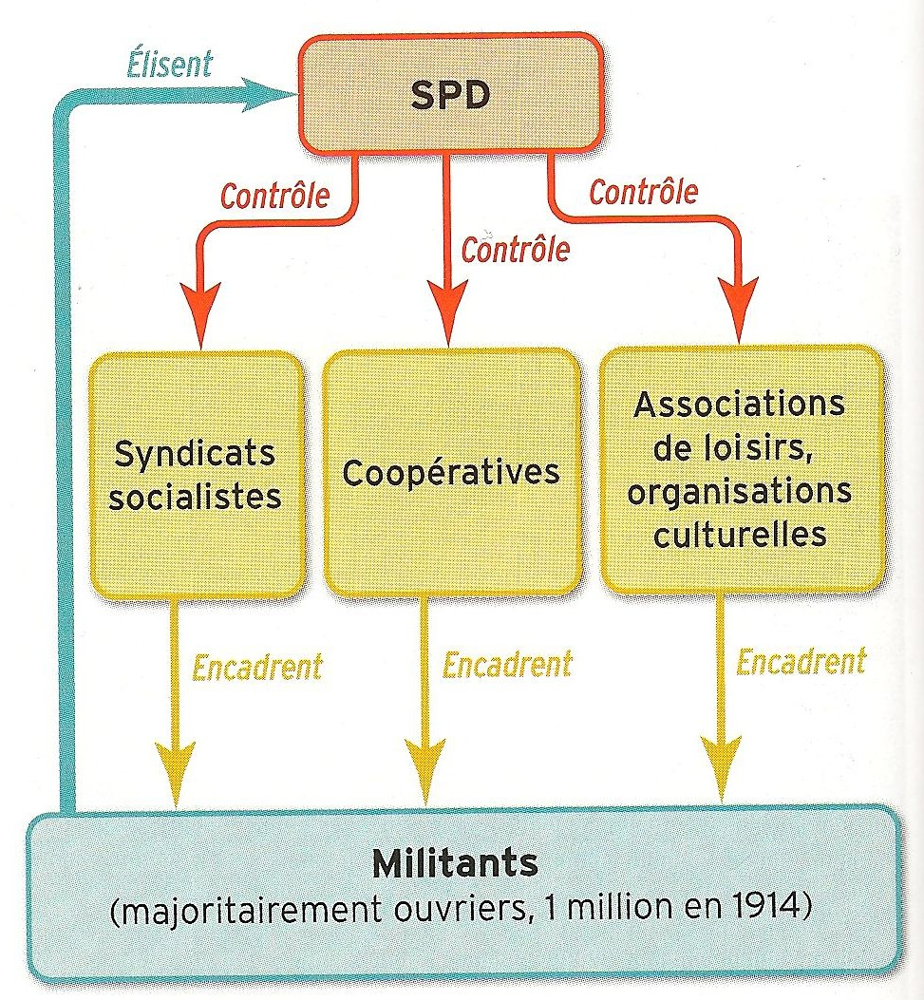 Élisent
SPD
Contrôle
Contrôle
Contrôle
Syndicats
socialistes
Coopératives
Associations
de loisirs,
organisations
culturelles
Encadrent
Encadrent
Encadrent
Militants
(majoritairement ouvriers, 1 million en 1914)